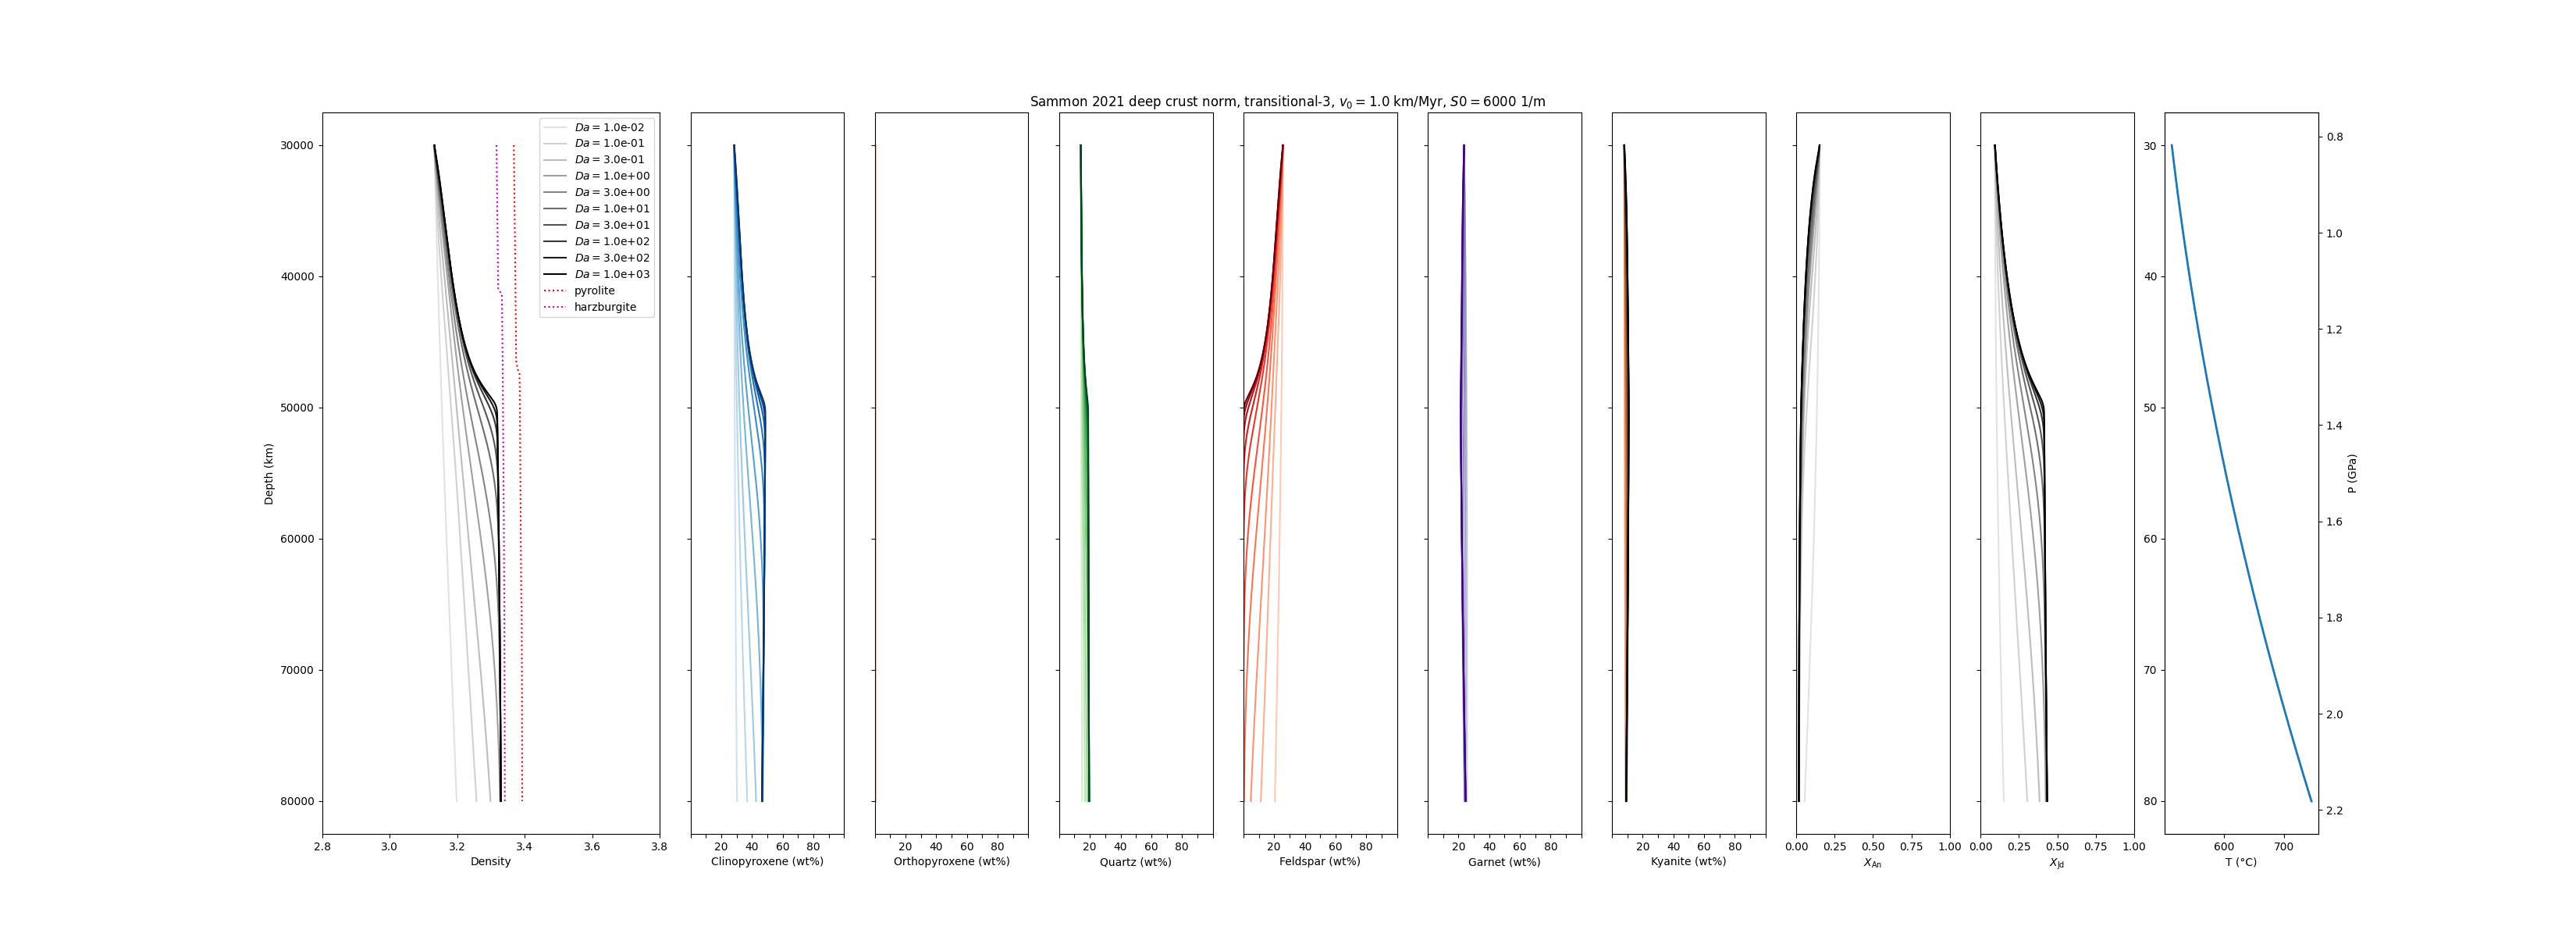 Sammon 2021 deep crust norm, transitional-3, v₀ = 1.0 km/Myr, S0 = 6000 1/m
Da = 1.0e-02
Da = 1.0e-01
Da = 3.0e-01
Da = 1.0e+00
Da = 3.0e+00
Da = 1.0e+01
Da = 3.0e+01
Da = 1.0e+02
Da = 3.0e+02
Da = 1.0e+03
pyrolite
harzburgite
30000
40000
50000
60000
70000
80000
Depth (km)
2.8 3.0 3.2 3.4 3.6 3.8
Density
20 40 60 80
Clinopyroxene (wt%)
20 40 60 80
Orthopyroxene (wt%)
20 40 60 80
Quartz (wt%)
20 40 60 80
Feldspar (wt%)
20 40 60 80
Garnet (wt%)
20 40 60 80
Kyanite (wt%)
0.00 0.25 0.50 0.75 1.00
X_An
0.00 0.25 0.50 0.75 1.00
X_Jd
30
40
50
60
70
80
600 700
T (°C)
0.8
1.0
1.2
1.4
1.6
1.8
2.0
2.2
P (GPa)